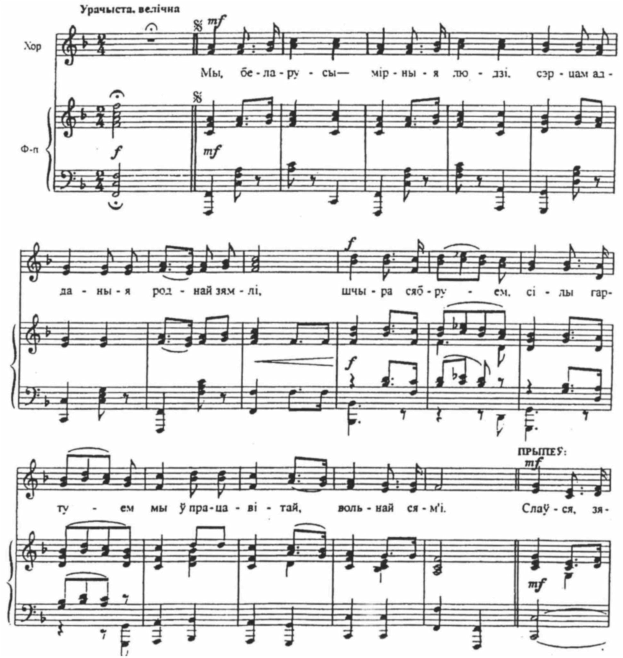 Урачыста, велічна
mf
Хор
Мы, бе - ла - ру - сы— мір - ны - я лю - дзі, сэр - цам ад -
Ф-п
f mf
f
да - ны - я род - най зям - лі, шчы - ра сяб - ру - ем, сі - лы гар -
f
ПРЫПЕЎ:
mf
ту - ем мы ў пра - ца - ві - тай, воль - най ся - м'і. Слаў - ся, зя -
mf